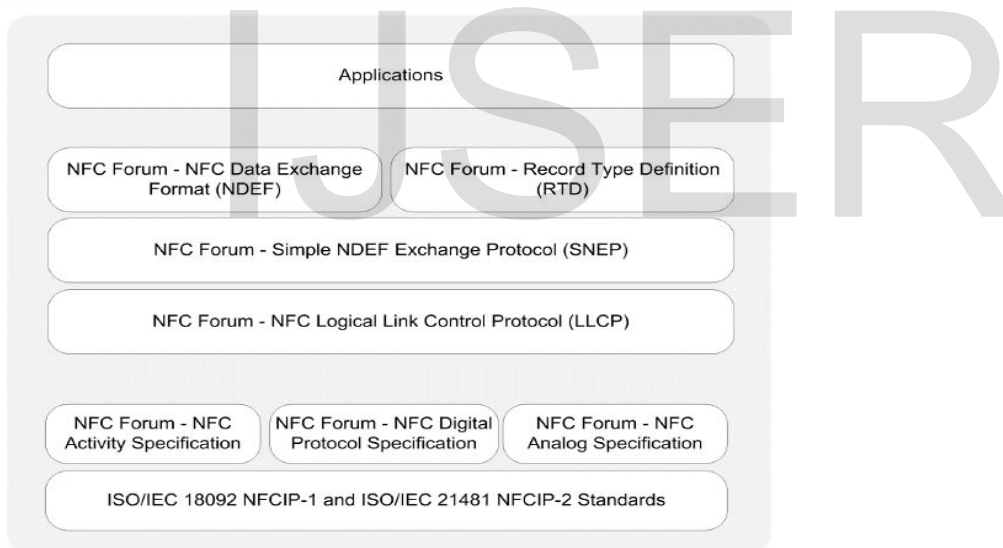 IJSER
Applications
NFC Forum - NFC Data Exchange
Format (NDEF)
NFC Forum - Record Type Definition
(RTD)
NFC Forum - Simple NDEF Exchange Protocol (SNEP)
NFC Forum - NFC Logical Link Control Protocol (LLCP)
NFC Forum - NFC
Activity Specification
NFC Forum - NFC Digital
Protocol Specification
NFC Forum - NFC
Analog Specification
ISO/IEC 18092 NFCIP-1 and ISO/IEC 21481 NFCIP-2 Standards